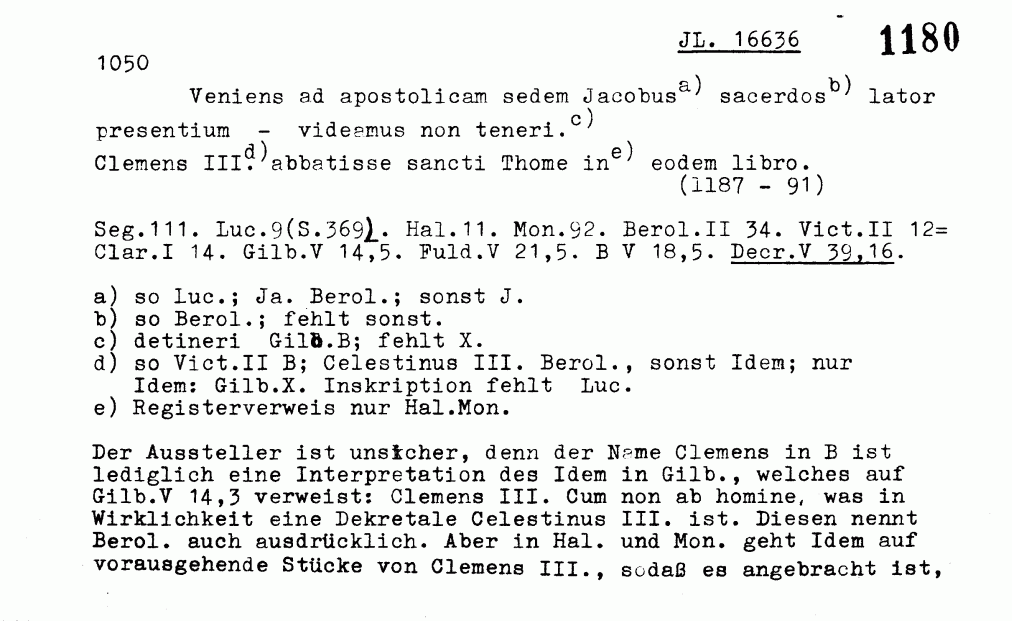 JL. 16636 1180
1050
Veniens ad apostolicam sedem Jacobus a) sacerdos b) lator
presentium - videamus non teneri. c)
Clemens III. d) abbatisse sancti Thome in e) eodem libro.
(1187 - 91)
Seg.111. Luc.9(S.369). Hal.11. Mon.92. Berol.II 34. Vict.II 12=
Clar.I 14. Gilb.V 14,5. Fuld.V 21,5. B V 18,5. Decr.V 39,16.
a) so Luc.; Ja. Berol.; sonst J.
b) so Berol.; fehlt sonst.
c) detineri Gilb.B; fehlt X.
d) so Vict.II B; Celestinus III. Berol., sonst Idem; nur
Idem: Gilb.X. Inskription fehlt Luc.
e) Registerverweis nur Hal.Mon.
Der Aussteller ist unsicher, denn der Name Clemens in B ist
lediglich eine Interpretation des Idem in Gilb., welches auf
Gilb.V 14,3 verweist: Clemens III. Cum non ab homine, was in
Wirklichkeit eine Dekretale Celestinus III. ist. Diesen nennt
Berol. auch ausdrücklich. Aber in Hal. und Mon. geht Idem auf
vorausgehende Stücke von Clemens III., sodaß es angebracht ist,